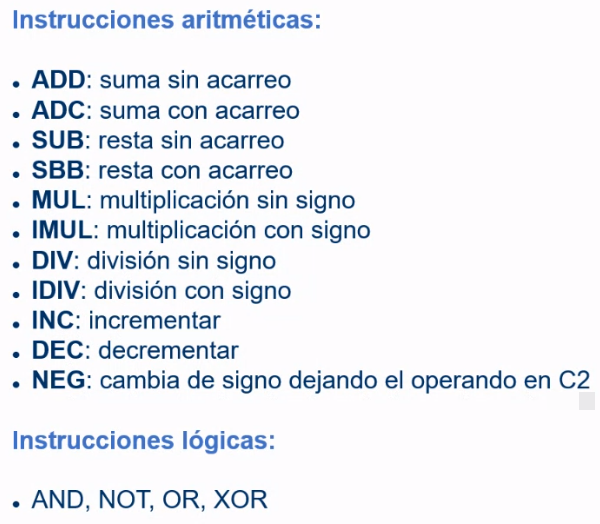 Instrucciones aritméticas:
• ADD: suma sin acarreo
• ADC: suma con acarreo
• SUB: resta sin acarreo
• SBB: resta con acarreo
• MUL: multiplicación sin signo
• IMUL: multiplicación con signo
• DIV: división sin signo
• IDIV: división con signo
• INC: incrementar
• DEC: decrementar
• NEG: cambia de signo dejando el operando en C2
Instrucciones lógicas:
• AND, NOT, OR, XOR